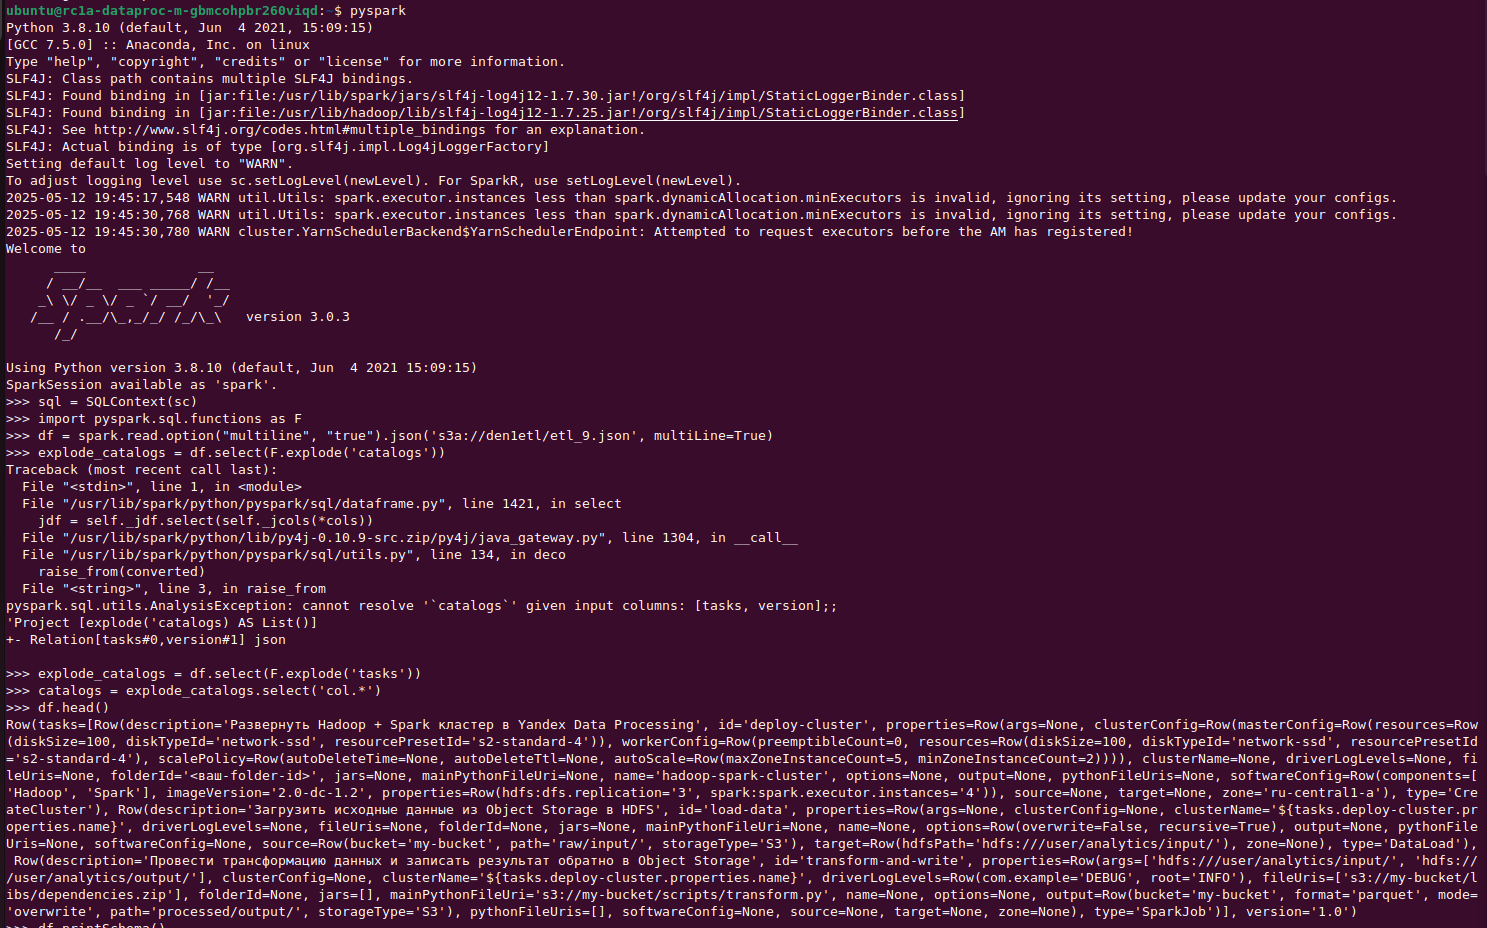 ubuntu@rc1a-dataproc-m-gbmcohpbr260viqd:~$ pyspark
Python 3.8.10 (default, Jun  4 2021, 15:09:15)
[GCC 7.5.0] :: Anaconda, Inc. on linux
Type "help", "copyright", "credits" or "license" for more information.
SLF4J: Class path contains multiple SLF4J bindings.
SLF4J: Found binding in [jar:file:/usr/lib/spark/jars/slf4j-log4j12-1.7.30.jar!/org/slf4j/impl/StaticLoggerBinder.class]
SLF4J: Found binding in [jar:file:/usr/lib/hadoop/lib/slf4j-log4j12-1.7.25.jar!/org/slf4j/impl/StaticLoggerBinder.class]
SLF4J: See http://www.slf4j.org/codes.html#multiple_bindings for an explanation.
SLF4J: Actual binding is of type [org.slf4j.impl.Log4jLoggerFactory]
Setting default log level to "WARN".
To adjust logging level use sc.setLogLevel(newLevel). For SparkR, use setLogLevel(newLevel).
2025-05-12 19:45:17,548 WARN util.Utils: spark.executor.instances less than spark.dynamicAllocation.minExecutors is invalid, ignoring its setting, please update your configs.
2025-05-12 19:45:30,768 WARN util.Utils: spark.executor.instances less than spark.dynamicAllocation.minExecutors is invalid, ignoring its setting, please update your configs.
2025-05-12 19:45:30,780 WARN cluster.YarnSchedulerBackend$YarnSchedulerEndpoint: Attempted to request executors before the AM has registered!
Welcome to
      ____              __
     / __/__  ___ _____/ /__
    _\ \/ _ \/ _ `/ __/  '_/
   /__ / .__/\_,_/_/ /_/\_\   version 3.0.3
      /_/
Using Python version 3.8.10 (default, Jun  4 2021 15:09:15)
SparkSession available as 'spark'.
>>> sql = SQLContext(sc)
>>> import pyspark.sql.functions as F
>>> df = spark.read.option("multiline", "true").json('s3a://den1etl/etl_9.json', multiLine=True)
>>> explode_catalogs = df.select(F.explode('catalogs'))
Traceback (most recent call last):
  File "<stdin>", line 1, in <module>
  File "/usr/lib/spark/python/pyspark/sql/dataframe.py", line 1421, in select
    jdf = self._jdf.select(self._jcols(*cols))
  File "/usr/lib/spark/python/lib/py4j-0.10.9-src.zip/py4j/java_gateway.py", line 1304, in __call__
  File "/usr/lib/spark/python/pyspark/sql/utils.py", line 134, in deco
    raise_from(converted)
  File "<string>", line 3, in raise_from
pyspark.sql.utils.AnalysisException: cannot resolve '`catalogs`' given input columns: [tasks, version];;
'Project [explode('catalogs) AS List()]
+- Relation[tasks#0,version#1] json
>>> explode_catalogs = df.select(F.explode('tasks'))
>>> catalogs = explode_catalogs.select('col.*')
>>> df.head()
Row(tasks=[Row(description='Развернуть Hadoop + Spark кластер в Yandex Data Processing', id='deploy-cluster', properties=Row(args=None, clusterConfig=Row(masterConfig=Row(resources=Row
(diskSize=100, diskTypeId='network-ssd', resourcePresetId='s2-standard-4')), workerConfig=Row(preemptibleCount=0, resources=Row(diskSize=100, diskTypeId='network-ssd', resourcePresetId
='s2-standard-4'), scalePolicy=Row(autoDeleteTime=None, autoDeleteTtl=None, autoScale=Row(maxZoneInstanceCount=5, minZoneInstanceCount=2)))), clusterName=None, driverLogLevels=None, fi
leUris=None, folderId='<ваш-folder-id>', jars=None, mainPythonFileUri=None, name='hadoop-spark-cluster', options=None, output=None, pythonFileUris=None, softwareConfig=Row(components=[
'Hadoop', 'Spark'], imageVersion='2.0-dc-1.2', properties=Row(hdfs:dfs.replication='3', spark:spark.executor.instances='4')), source=None, target=None, zone='ru-central1-a'), type='Cre
ateCluster'), Row(description='Загрузить исходные данные из Object Storage в HDFS', id='load-data', properties=Row(args=None, clusterConfig=None, clusterName='${tasks.deploy-cluster.pr
operties.name}', driverLogLevels=None, fileUris=None, folderId=None, jars=None, mainPythonFileUri=None, name=None, options=Row(overwrite=False, recursive=True), output=None, pythonFile
Uris=None, softwareConfig=None, source=Row(bucket='my-bucket', path='raw/input/', storageType='S3'), target=Row(hdfsPath='hdfs:///user/analytics/input/'), zone=None), type='DataLoad'),
 Row(description='Провести трансформацию данных и записать результат обратно в Object Storage', id='transform-and-write', properties=Row(args=['hdfs:///user/analytics/input/', 'hdfs://
/user/analytics/output/'], clusterConfig=None, clusterName='${tasks.deploy-cluster.properties.name}', driverLogLevels=Row(com.example='DEBUG', root='INFO'), fileUris=['s3://my-bucket/l
ibs/dependencies.zip'], folderId=None, jars=[], mainPythonFileUri='s3://my-bucket/scripts/transform.py', name=None, options=None, output=Row(bucket='my-bucket', format='parquet', mode=
'overwrite', path='processed/output/', storageType='S3'), pythonFileUris=[], softwareConfig=None, source=None, target=None, zone=None), type='SparkJob')], version='1.0')
>>> df.printSchema()